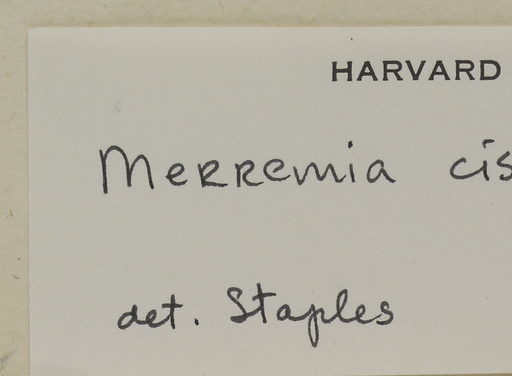 HARVARD
Merremia cis
det. Staples